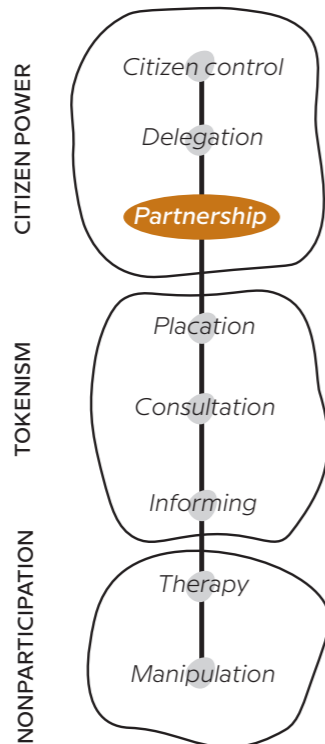 CITIZEN POWER
Citizen control
Delegation
Partnership
TOKENISM
Placation
Consultation
Informing
NONPARTICIPATION
Therapy
Manipulation